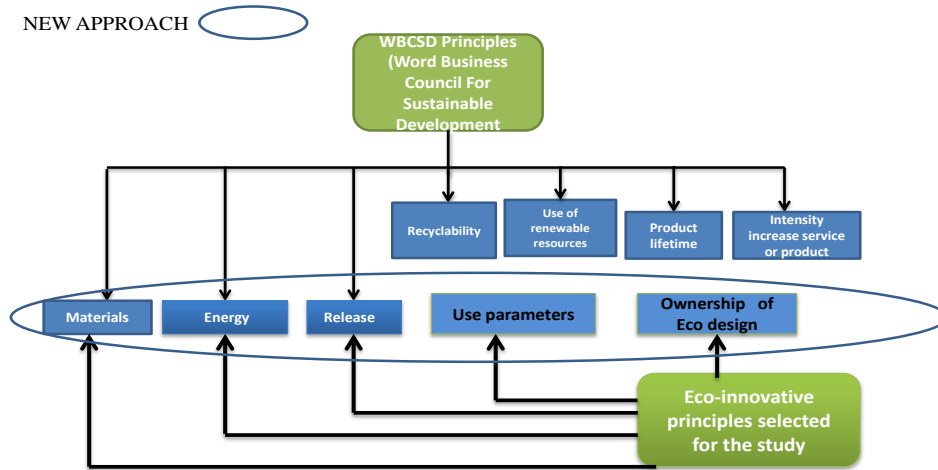 NEW APPROACH
WBCSD Principles
(Word Business
Council For
Sustainable
Development
Recyclability
Use of
renewable
resources
Product
lifetime
Intensity
increase service
or product
Materials
Energy
Release
Use parameters
Ownership of
Eco design
Eco-innovative
principles selected
for the study